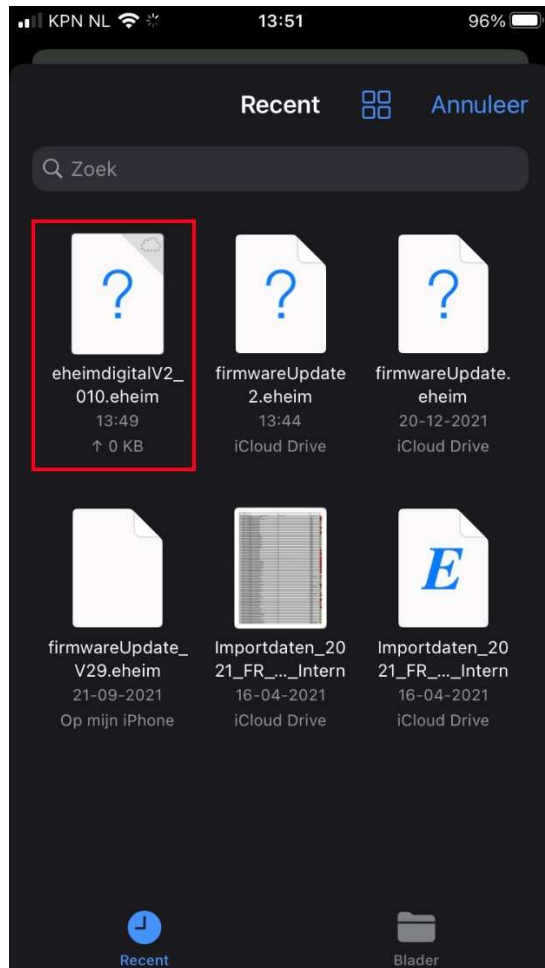 KPN NL 13:51 96%
Recent Annuleer
Zoek
? ? ?
eheimdigitalV2_ firmwareUpdate firmwareUpdate.
010.eheim 2.eheim eheim
13:49 13:44 20-12-2021
↑ 0 KB iCloud Drive iCloud Drive
E
firmwareUpdate_ Importdaten_20 Importdaten_20
V29.eheim 21_FR_..._Intern 21_FR_..._Intern
21-09-2021 16-04-2021 16-04-2021
Op mijn iPhone iCloud Drive iCloud Drive
Recent Blader